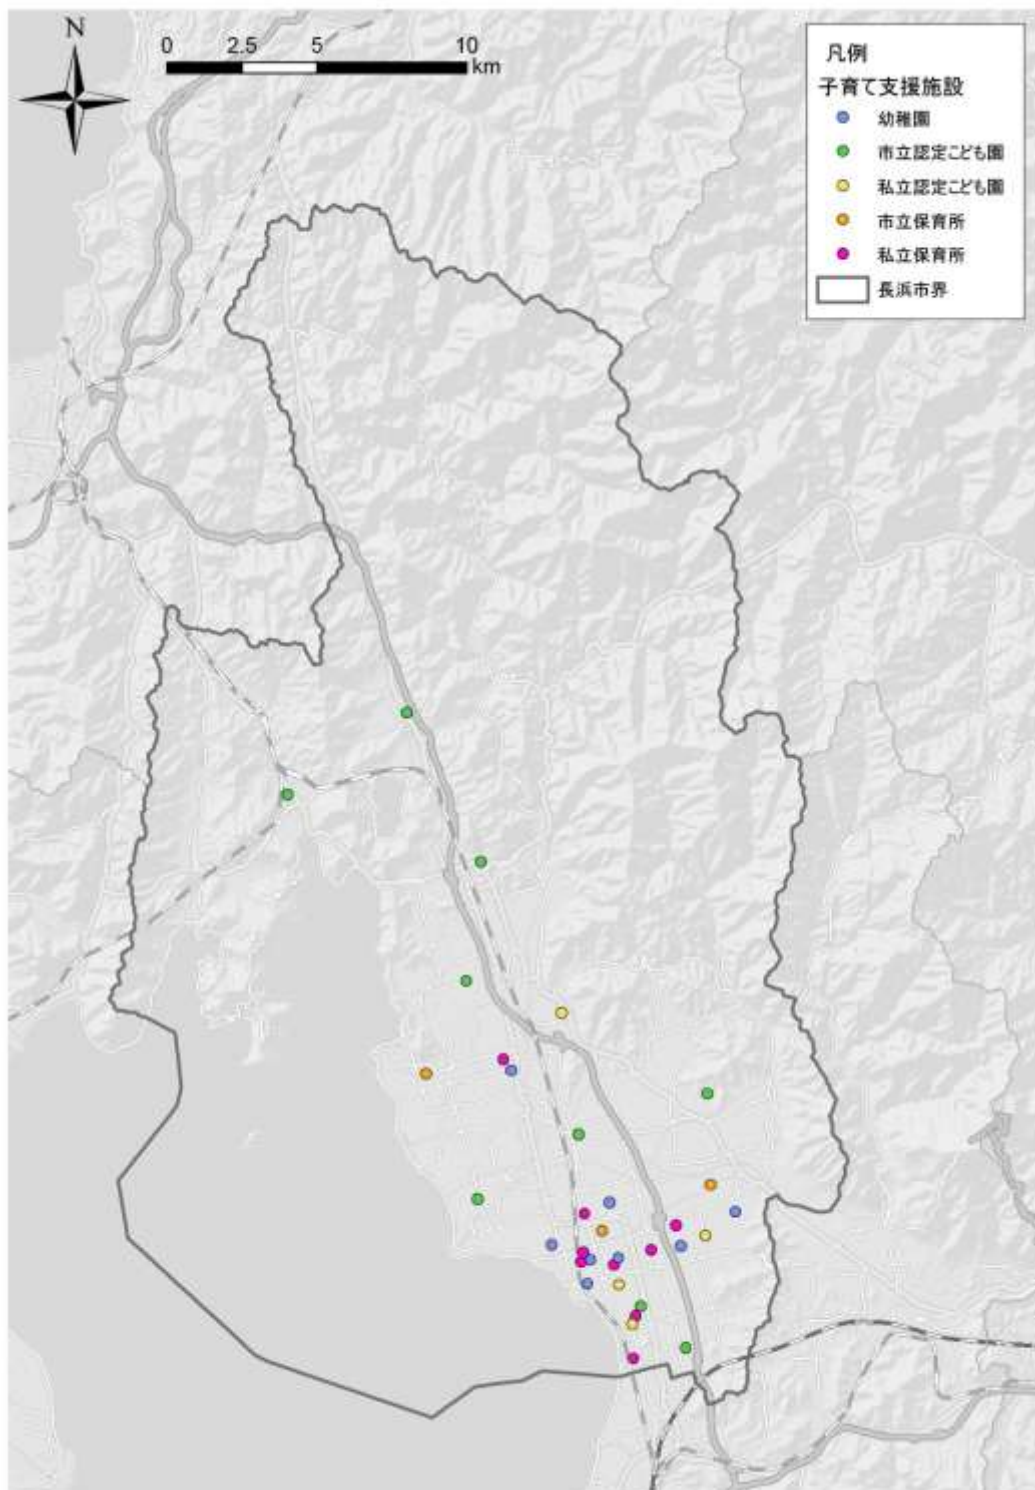 N
0 2.5 5 10
km
凡例
子育て支援施設
幼稚園
市立認定こども園
私立認定こども園
市立保育所
私立保育所
長浜市界